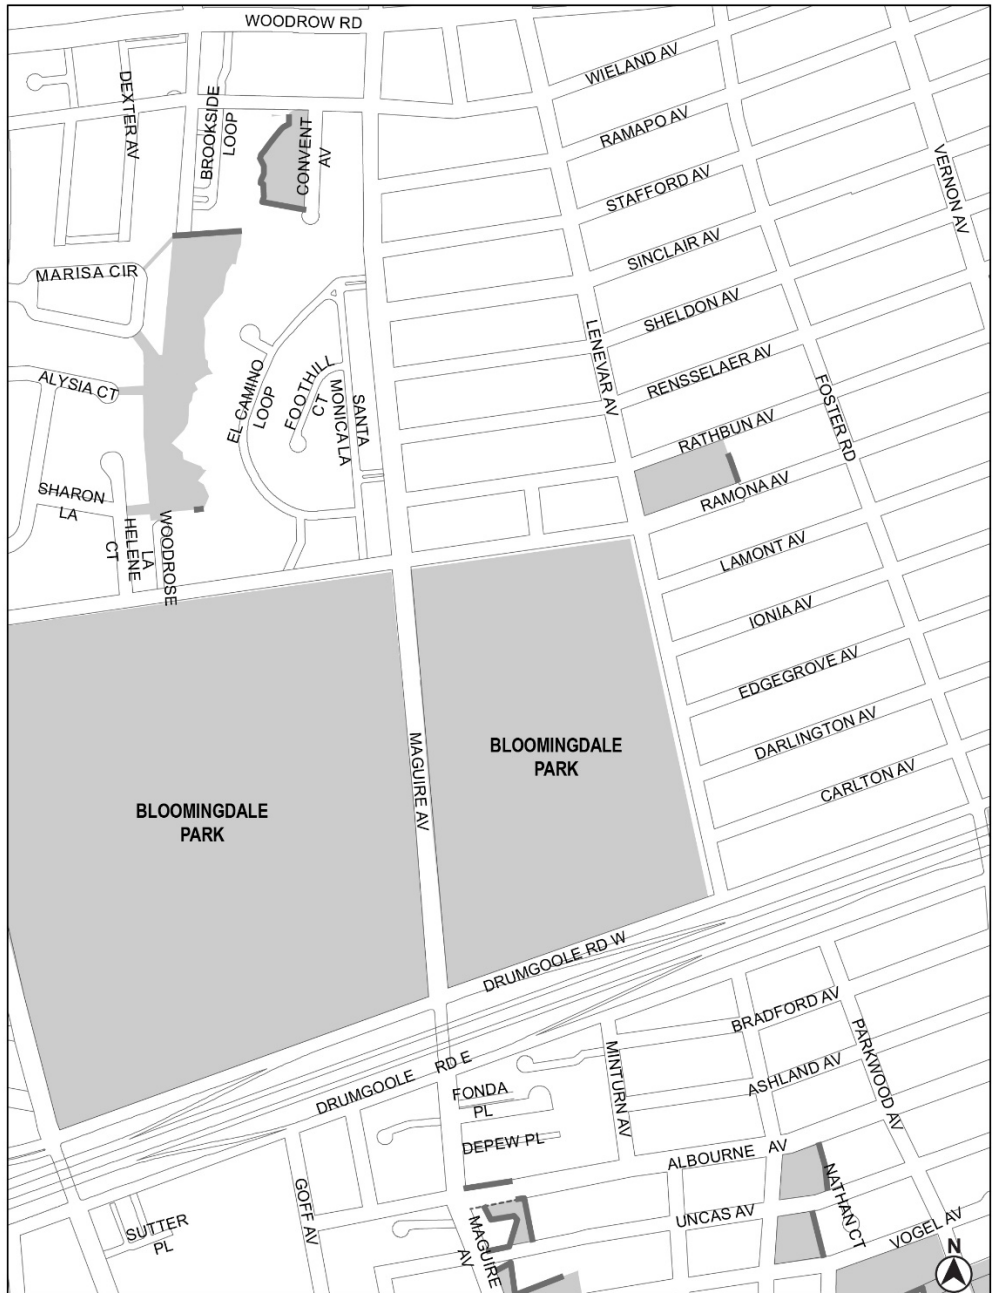 WOODROW RD
WIELAND AV
DEXTER AV
BROOKSIDE
LOOP
CONVENT
AV
RAMAPO AV
STAFFORD AV
VERNON AV
SINCLAIR AV
MARISA CIR
SHELDON AV
LENEVAR AV
RENSSELAER AV
ALYSIA CT
EL CAMINO
LOOP
FOOTHILL
CT
SANTA
MONICA LA
FOSTER RD
RATHBUN AV
RAMONA AV
SHARON
LA
HELENE
CT
WOODROSE
LA
LAMONT AV
IONIA AV
EDGEGROVE AV
DARLINGTON AV
CARLTON AV
MAGUIRE AV
BLOOMINGDALE
PARK
BLOOMINGDALE
PARK
DRUMGOOLE RD W
DRUMGOOLE RD E
BRADFORD AV
MINTURN AV
PARKWOOD AV
ASHLAND AV
FONDA
PL
DEPEW PL
ALBOURNE AV
NATHAN CT
GOFF AV
SUTTER
PL
MAGUIRE
AV
UNCAS AV
VOGEL AV
N